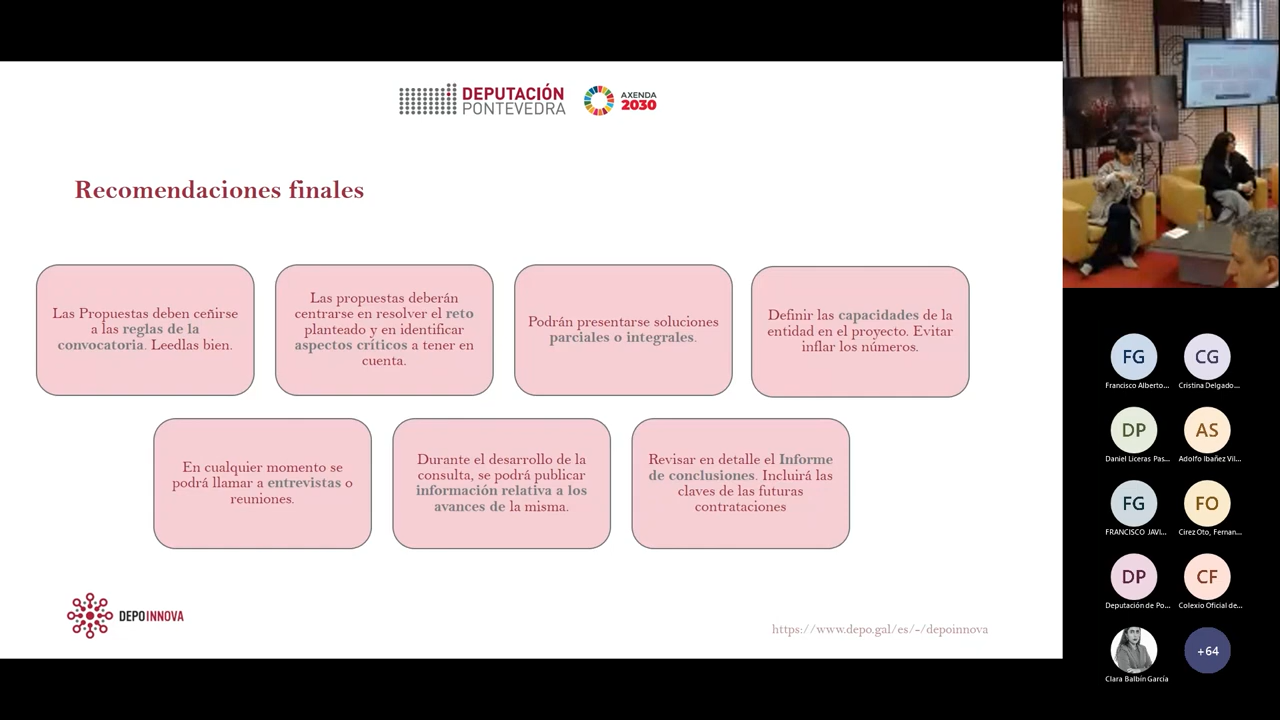 DEPUTACIÓN
PONTEVEDRA
AXENDA
2030
Recomendaciones finales
Las Propuestas deben ceñirse
a las reglas de la
convocatoria. Leedlas bien.
Las propuestas deberán
centrarse en resolver el reto
planteado y en identificar
aspectos críticos a tener en
cuenta.
Podrán presentarse soluciones
parciales o integrales.
Definir las capacidades de la
entidad en el proyecto. Evitar
inflar los números.
En cualquier momento se
podrá llamar a entrevistas o
reuniones.
Durante el desarrollo de la
consulta, se podrá publicar
información relativa a los
avances de la misma.
Revisar en detalle el Informe
de conclusiones. Incluirá las
claves de las futuras
contrataciones
DEPOINNOVA
https://www.depo.gal/es/-/depoinnova
FG
CG
Francisco Alberto...
Cristina Delgado...
DP
AS
Daniel Liceras Pas...
Adolfo Ibañez Vil...
FG
FO
FRANCISCO JAVI...
Cirez Oto, Fernan...
DP
CF
Deputación de Po...
Colexio Oficial de...
+64
Clara Balbín García